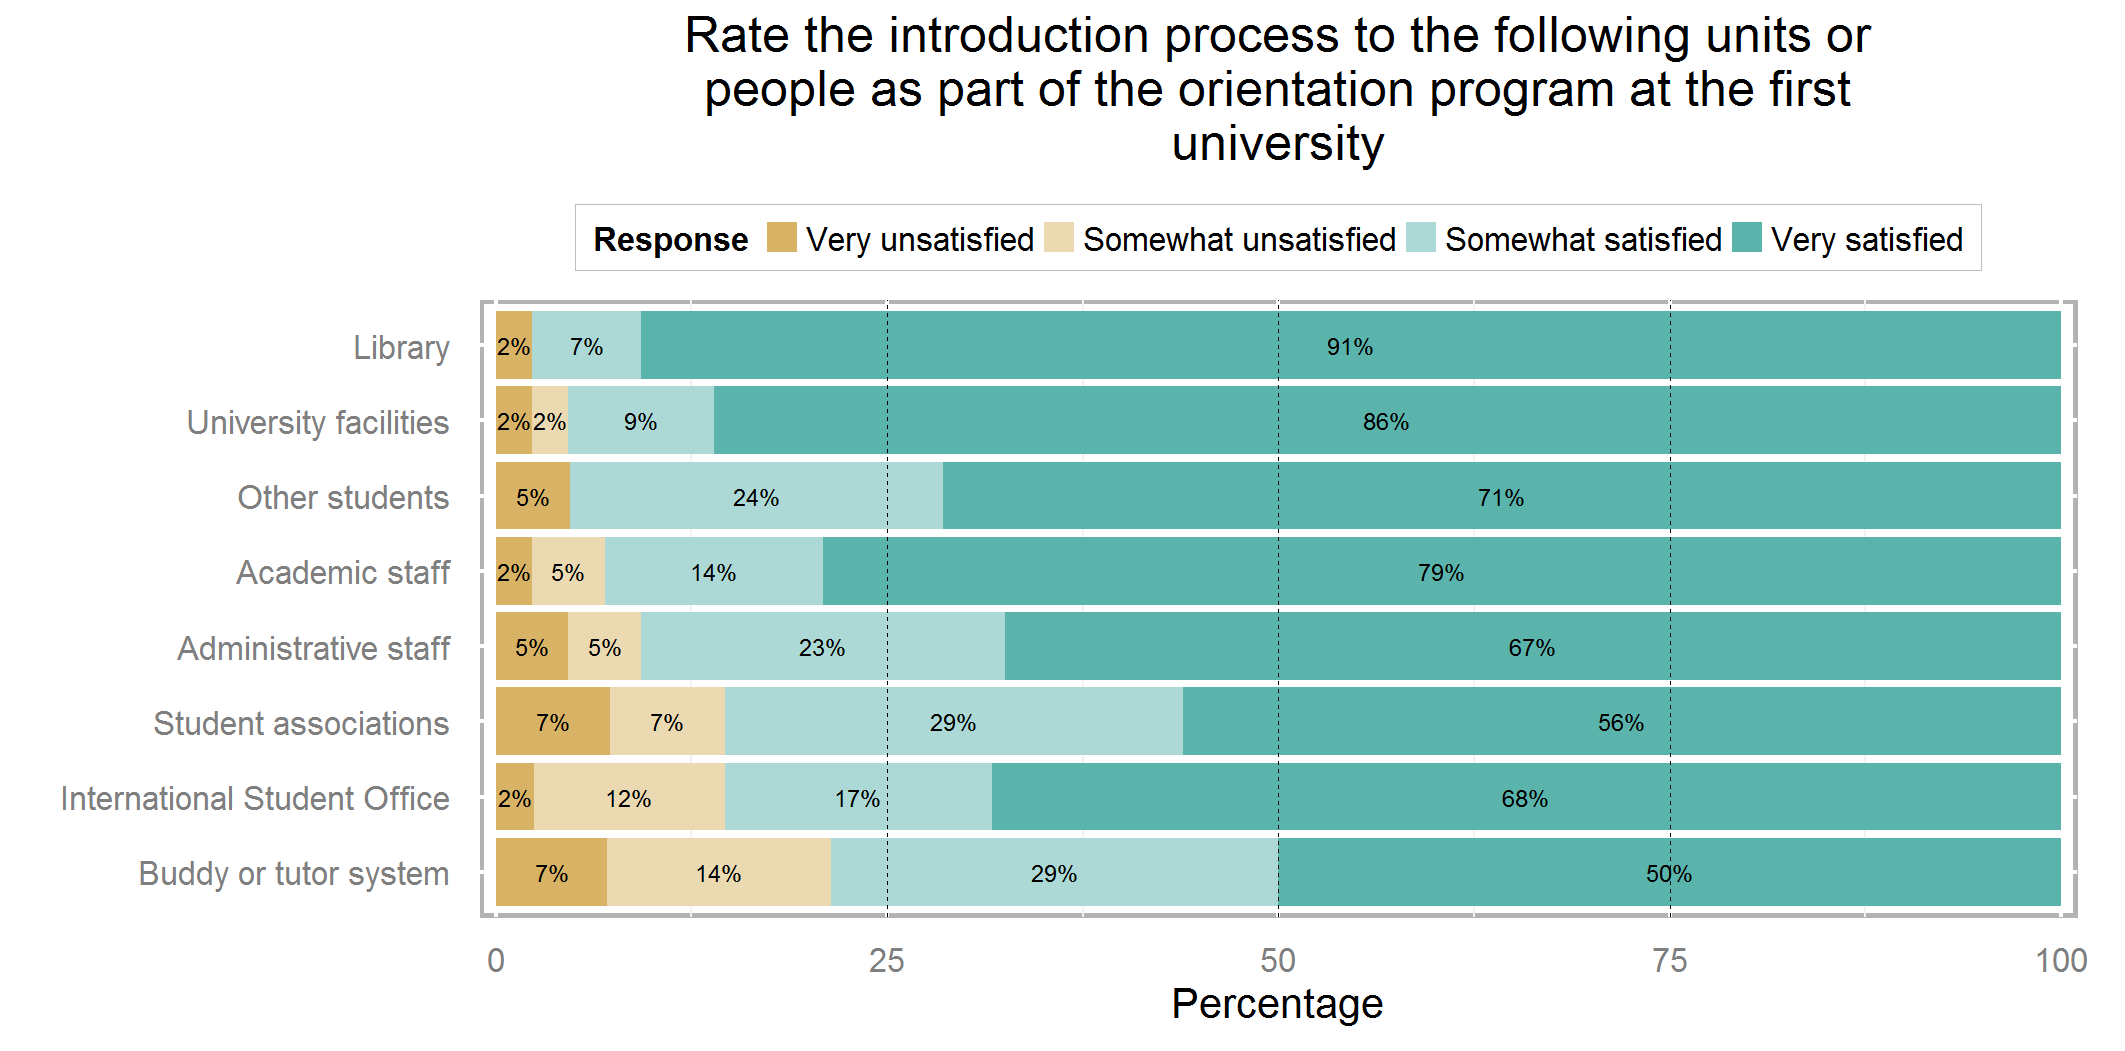 Rate the introduction process to the following units or
people as part of the orientation program at the first
university
Response Very unsatisfied Somewhat unsatisfied Somewhat satisfied Very satisfied
Library 2% 7% 91%
University facilities 2% 2% 9% 86%
Other students 5% 24% 71%
Academic staff 2% 5% 14% 79%
Administrative staff 5% 5% 23% 67%
Student associations 7% 7% 29% 56%
International Student Office 2% 12% 17% 68%
Buddy or tutor system 7% 14% 29% 50%
0 25 50 75 100
Percentage